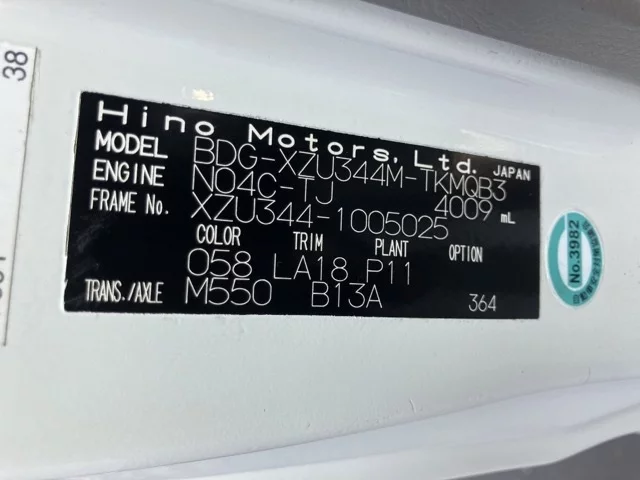 38
Hino Motors, Ltd. JAPAN
MODEL BDG-XZU344M-TKMQB3
ENGINE N04C-TJ 4009 mL
FRAME No. XZU344-1005025
COLOR TRIM PLANT OPTION
058 LA18 P11
TRANS./AXLE M550 B13A 364
No.3982